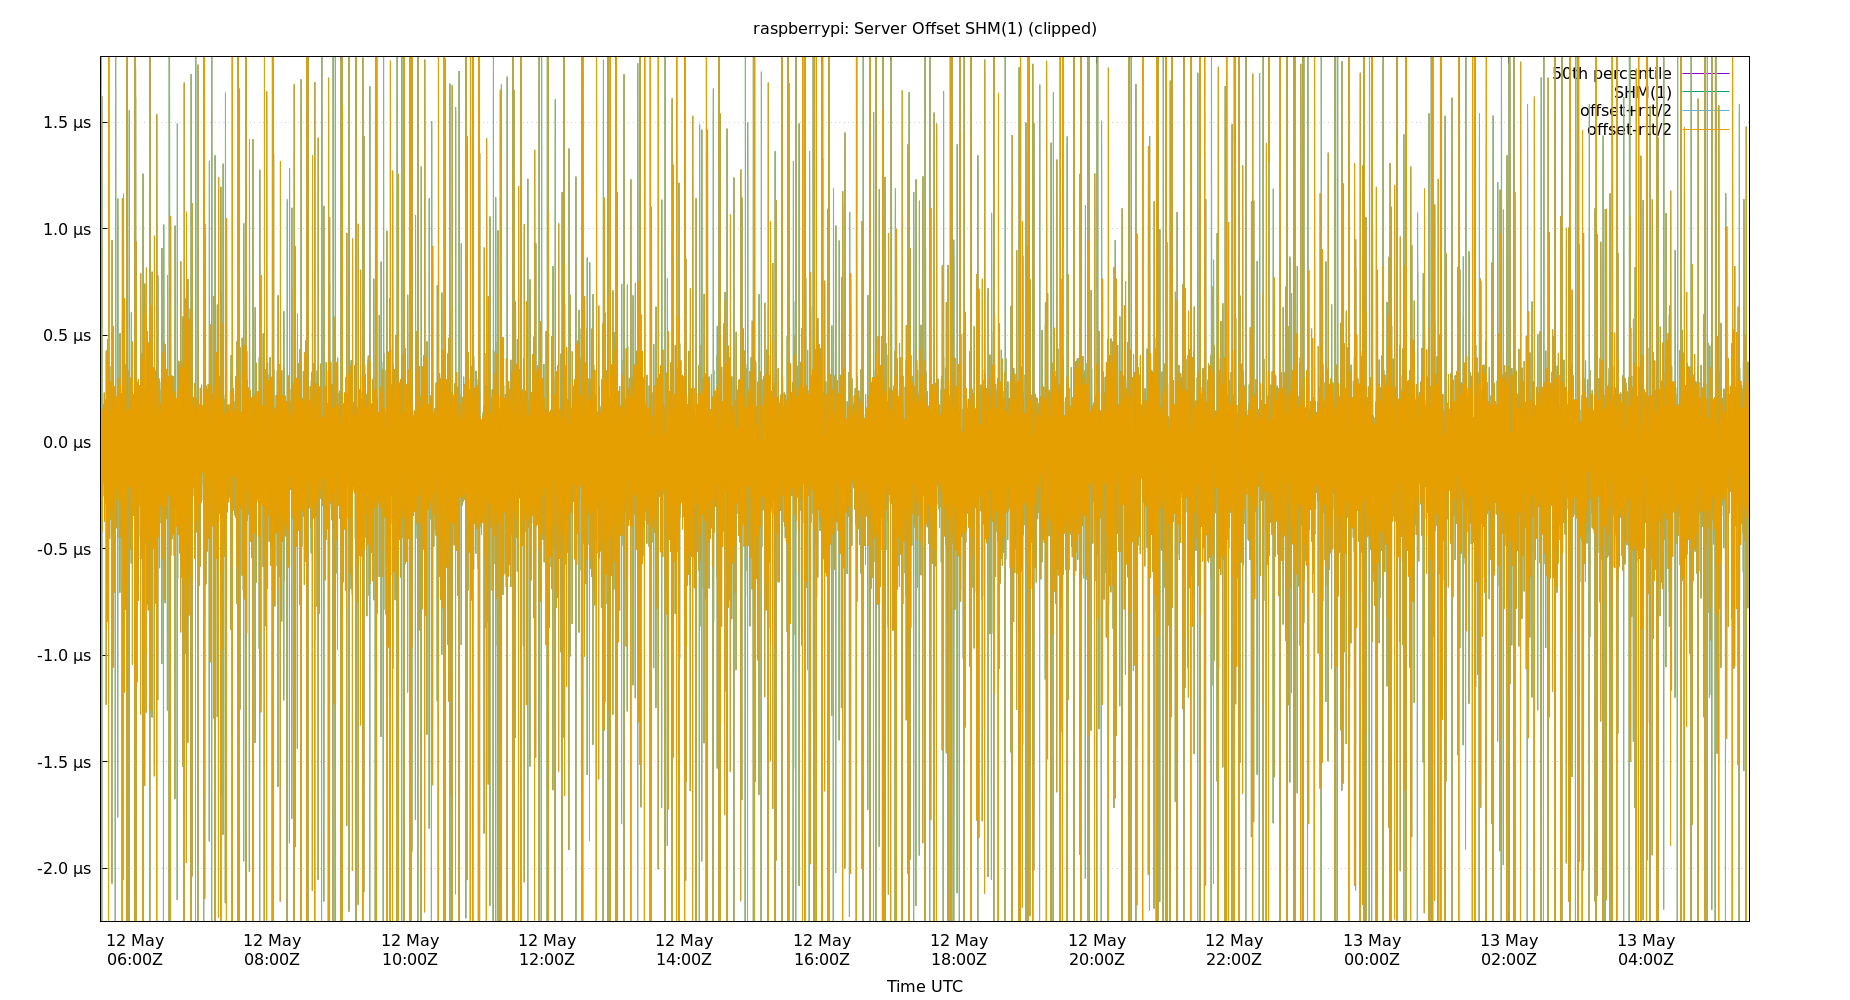 raspberrypi: Server Offset SHM(1) (clipped)
50th percentile
SHM(1)
offset+rtt/2
offset-rtt/2
1.5 µs
1.0 µs
0.5 µs
0.0 µs
-0.5 µs
-1.0 µs
-1.5 µs
-2.0 µs
12 May 12 May 12 May 12 May 12 May 12 May 12 May 12 May 12 May 13 May 13 May 13 May
06:00Z 08:00Z 10:00Z 12:00Z 14:00Z 16:00Z 18:00Z 20:00Z 22:00Z 00:00Z 02:00Z 04:00Z
Time UTC